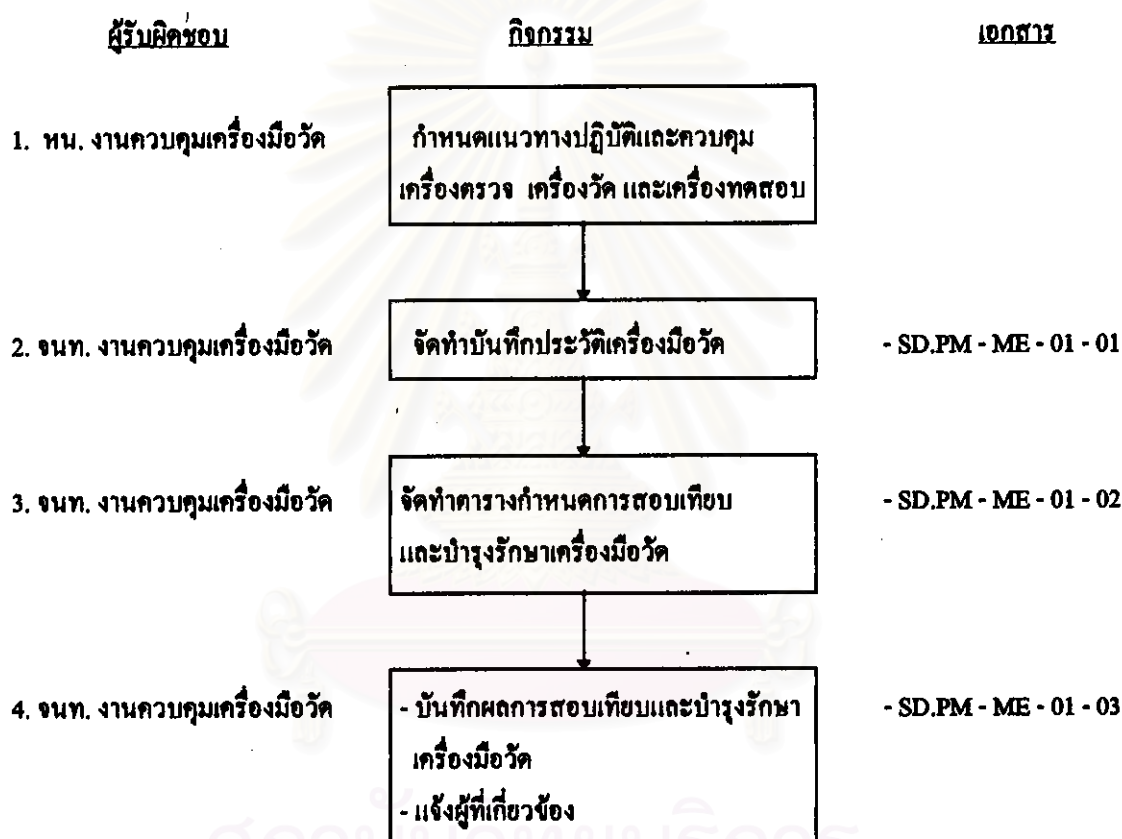 ผู้รับผิดชอบ กิจกรรม เอกสาร
1. หน. งานควบคุมเครื่องมือวัด กำหนดแนวทางปฏิบัติและควบคุม
เครื่องตรวจ เครื่องวัด และเครื่องทดสอบ
2. จนท. งานควบคุมเครื่องมือวัด จัดทำบันทึกประวัติเครื่องมือวัด - SD.PM - ME - 01 - 01
3. จนท. งานควบคุมเครื่องมือวัด จัดทำตารางกำหนดการสอบเทียบ - SD.PM - ME - 01 - 02
และบำรุงรักษาเครื่องมือวัด
4. จนท. งานควบคุมเครื่องมือวัด - บันทึกผลการสอบเทียบและบำรุงรักษา - SD.PM - ME - 01 - 03
เครื่องมือวัด
- แจ้งผู้ที่เกี่ยวข้อง